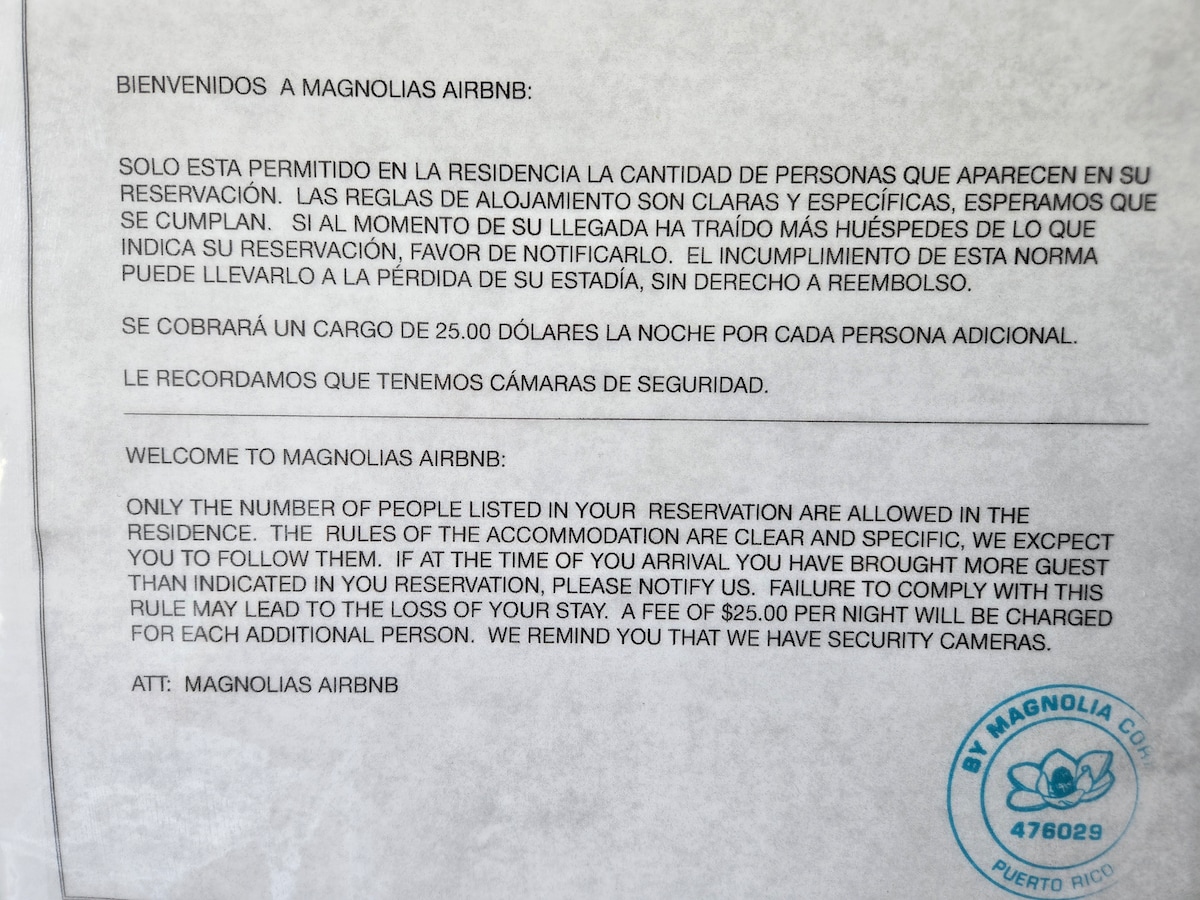 BIENVENIDOS A MAGNOLIAS AIRBNB:
SOLO ESTA PERMITIDO EN LA RESIDENCIA LA CANTIDAD DE PERSONAS QUE APARECEN EN SU
RESERVACIÓN. LAS REGLAS DE ALOJAMIENTO SON CLARAS Y ESPECÍFICAS, ESPERAMOS QUE
SE CUMPLAN. SI AL MOMENTO DE SU LLEGADA HA TRAÍDO MÁS HUÉSPEDES DE LO QUE
INDICA SU RESERVACIÓN, FAVOR DE NOTIFICARLO. EL INCUMPLIMIENTO DE ESTA NORMA
PUEDE LLEVARLO A LA PÉRDIDA DE SU ESTADÍA, SIN DERECHO A REEMBOLSO.
SE COBRARÁ UN CARGO DE 25.00 DÓLARES LA NOCHE POR CADA PERSONA ADICIONAL.
LE RECORDAMOS QUE TENEMOS CÁMARAS DE SEGURIDAD.
WELCOME TO MAGNOLIAS AIRBNB:
ONLY THE NUMBER OF PEOPLE LISTED IN YOUR RESERVATION ARE ALLOWED IN THE
RESIDENCE. THE RULES OF THE ACCOMMODATION ARE CLEAR AND SPECIFIC, WE EXCPECT
YOU TO FOLLOW THEM. IF AT THE TIME OF YOU ARRIVAL YOU HAVE BROUGHT MORE GUEST
THAN INDICATED IN YOU RESERVATION, PLEASE NOTIFY US. FAILURE TO COMPLY WITH THIS
RULE MAY LEAD TO THE LOSS OF YOUR STAY. A FEE OF $25.00 PER NIGHT WILL BE CHARGED
FOR EACH ADDITIONAL PERSON. WE REMIND YOU THAT WE HAVE SECURITY CAMERAS.
ATT: MAGNOLIAS AIRBNB
BY MAGNOLIA
476029
PUERTO RICO